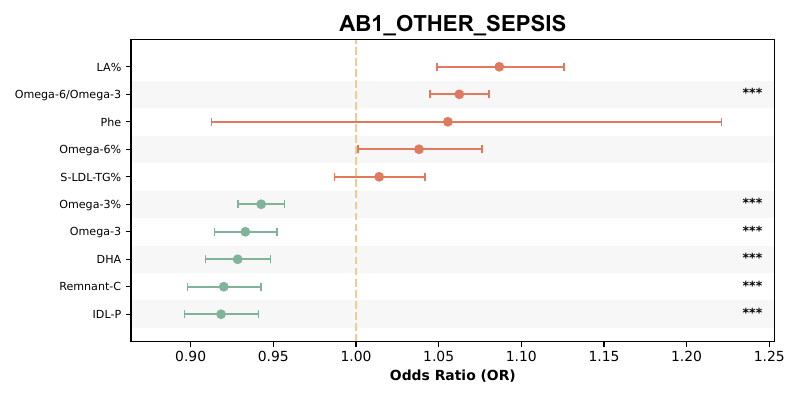 AB1_OTHER_SEPSIS
LA%
Omega-6/Omega-3 ***
Phe
Omega-6%
S-LDL-TG%
Omega-3% ***
Omega-3 ***
DHA ***
Remnant-C ***
IDL-P ***
0.90 0.95 1.00 1.05 1.10 1.15 1.20 1.25
Odds Ratio (OR)